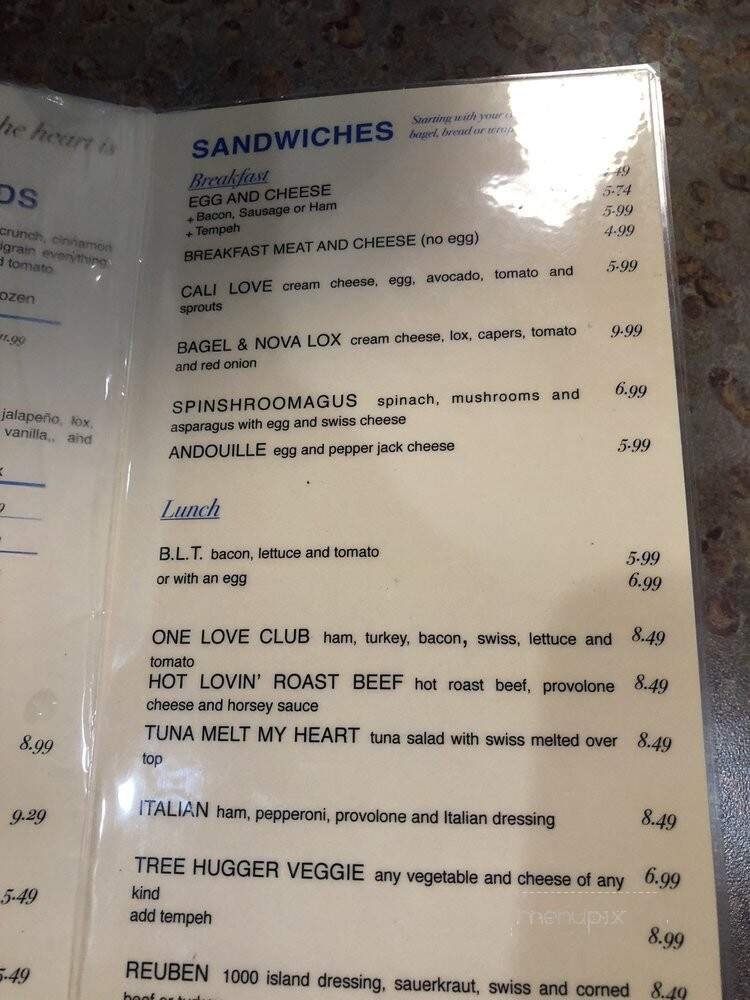 he heart is
DS
crunch, cinnamon
grain everything,
d tomato
ozen
11.99
jalapeño, lox,
vanilla,, and
8.99
9.29
5.49
5.49
SANDWICHES
Starting with your
bagel, bread or wrap
Breakfast
EGG AND CHEESE .49
+ Bacon, Sausage or Ham 5.74
+ Tempeh 5.99
BREAKFAST MEAT AND CHEESE (no egg) 4.99
CALI LOVE cream cheese, egg, avocado, tomato and 5.99
sprouts
BAGEL & NOVA LOX cream cheese, lox, capers, tomato 9.99
and red onion
SPINSHROOMAGUS spinach, mushrooms and 6.99
asparagus with egg and swiss cheese
ANDOUILLE egg and pepper jack cheese 5.99
Lunch
B.L.T. bacon, lettuce and tomato 5.99
or with an egg 6.99
ONE LOVE CLUB ham, turkey, bacon, swiss, lettuce and 8.49
tomato
HOT LOVIN' ROAST BEEF hot roast beef, provolone 8.49
cheese and horsey sauce
TUNA MELT MY HEART tuna salad with swiss melted over 8.49
top
ITALIAN ham, pepperoni, provolone and Italian dressing 8.49
TREE HUGGER VEGGIE any vegetable and cheese of any 6.99
kind
add tempeh 8.99
menupix
REUBEN 1000 island dressing, sauerkraut, swiss and corned 8.49
beef or